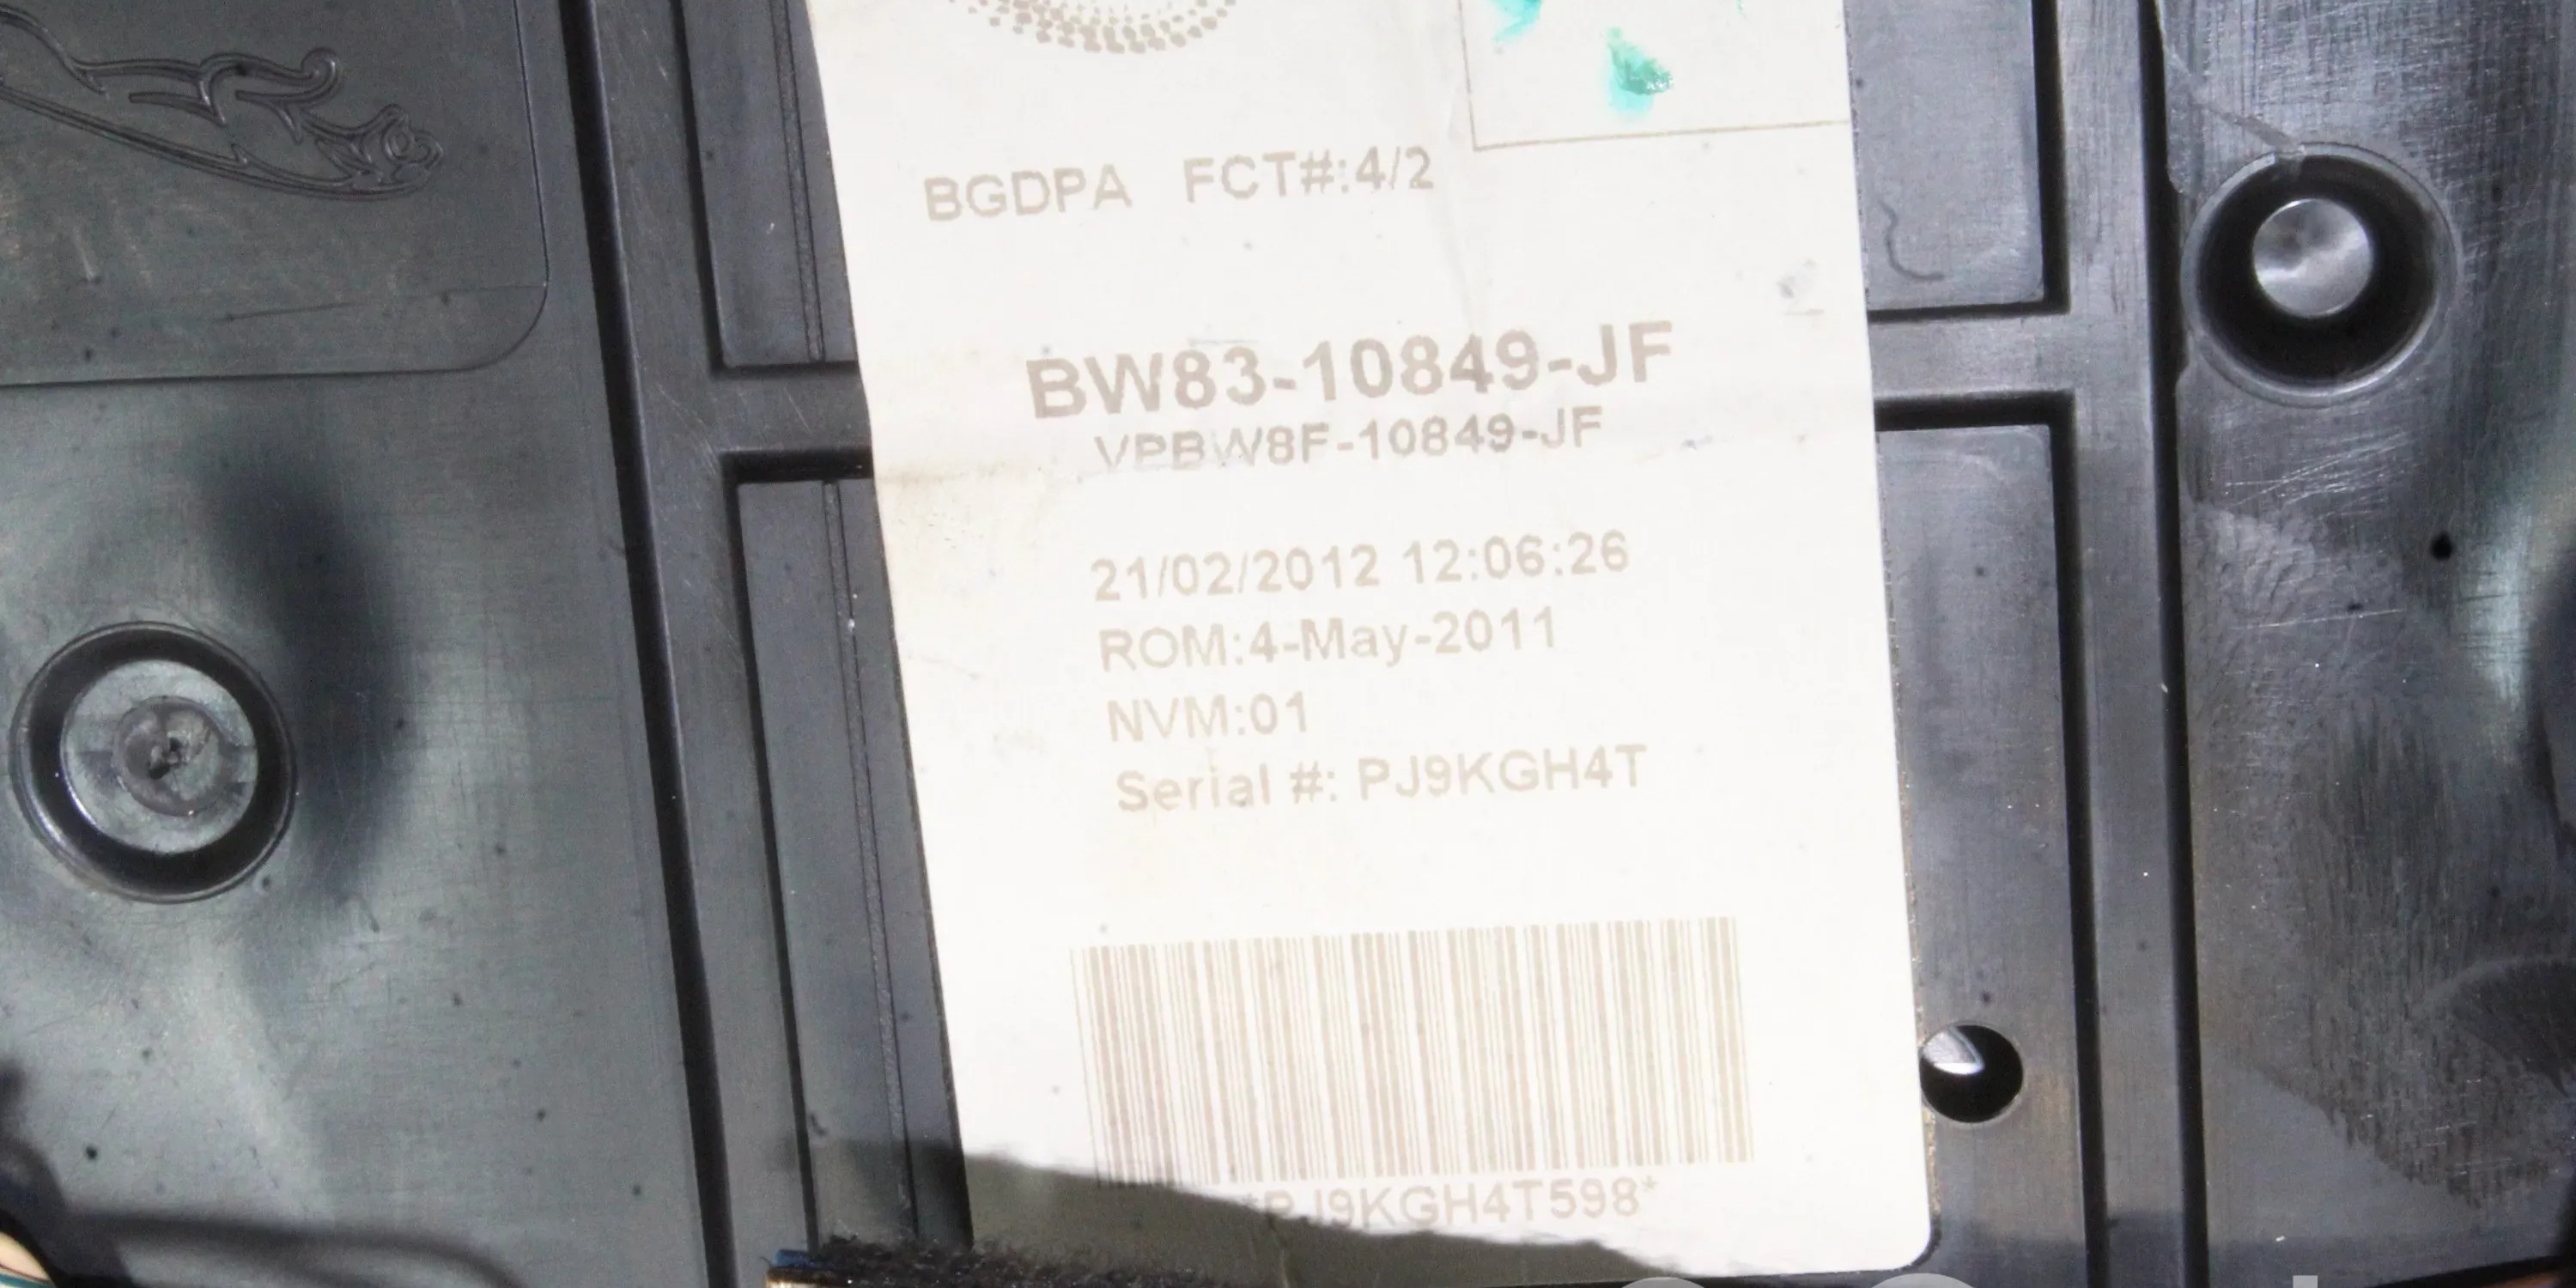 BGDPA FCT#:4/2
BW83-10849-JF
VPBW8F-10849-JF
21/02/2012 12:06:26
ROM:4-May-2011
NVM:01
Serial #: PJ9KGH4T
*PJ9KGH4T598*